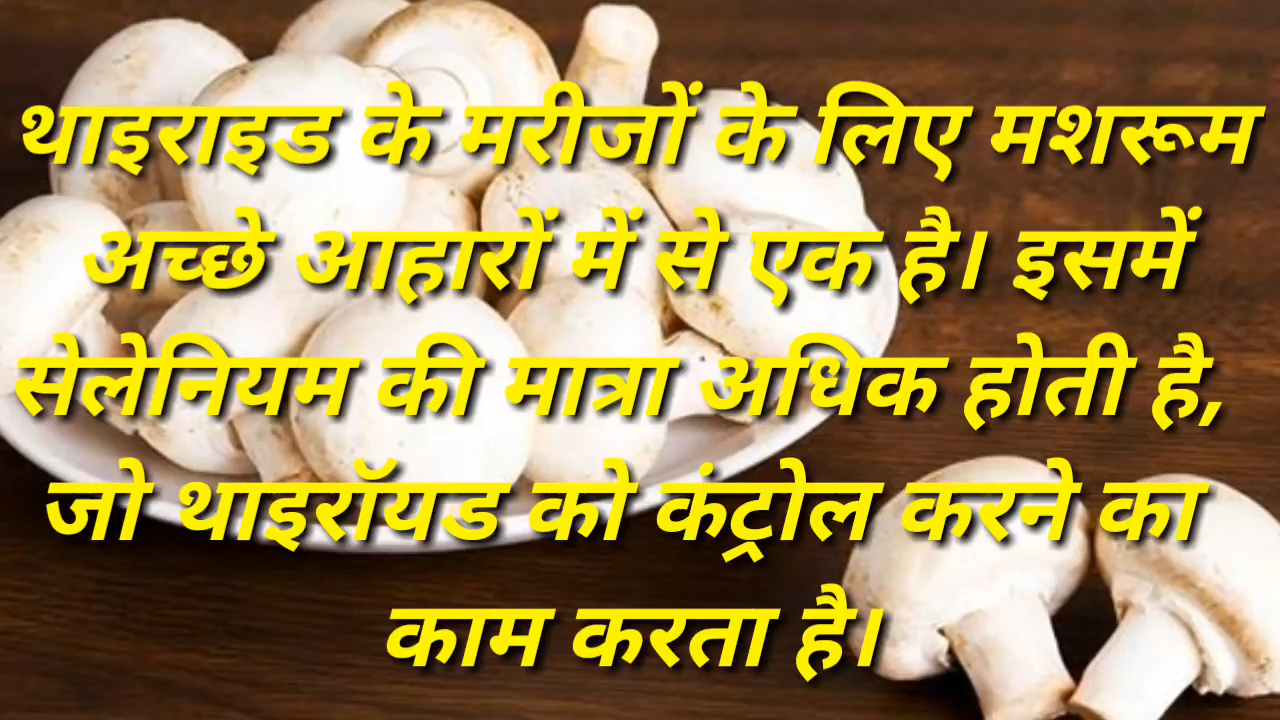 थाइराइड के मरीजों के लिए मशरूम
अच्छे आहारों में से एक है। इसमें
सेलेनियम की मात्रा अधिक होती है,
जो थाइरॉयड को कंट्रोल करने का
काम करता है।